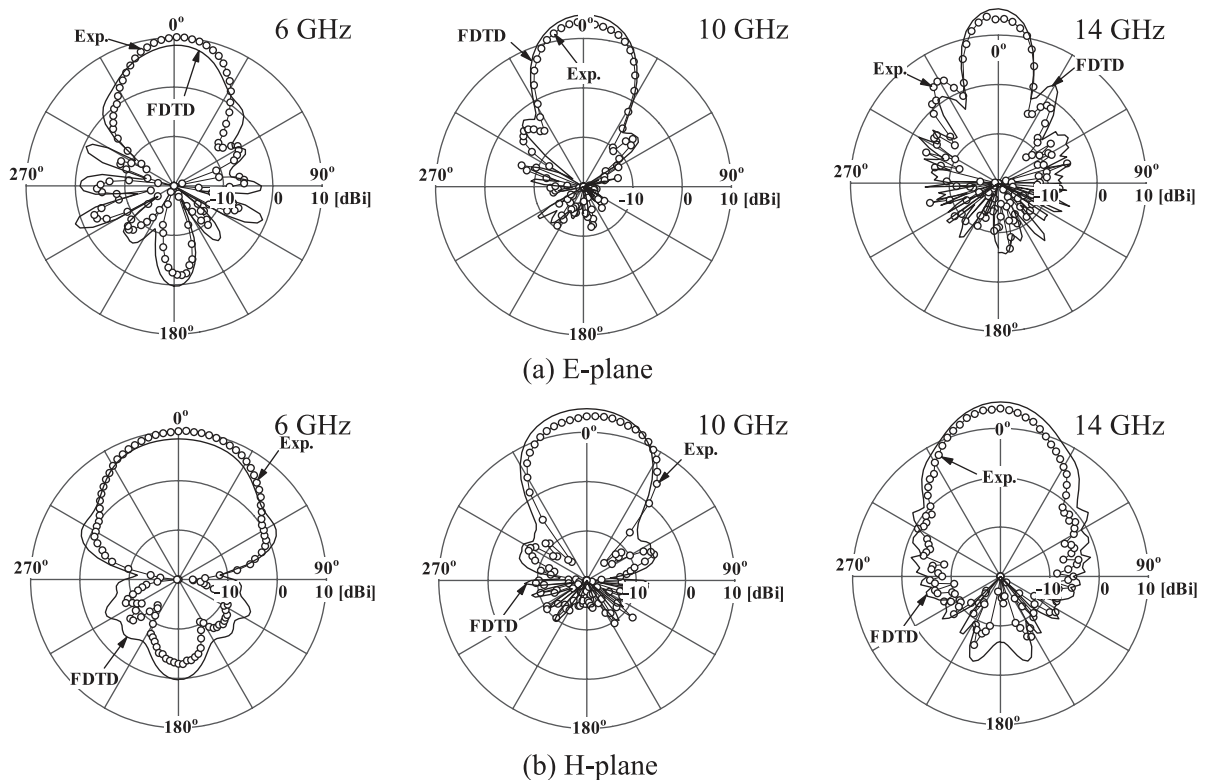 6 GHz
0°
Exp.
FDTD
270°
90°
-10
0
10 [dBi]
180°
10 GHz
0°
FDTD
Exp.
270°
90°
-10
0
10 [dBi]
180°
14 GHz
0°
Exp.
FDTD
270°
90°
-10
0
10 [dBi]
180°
(a) E-plane
6 GHz
0°
Exp.
270°
90°
-10
0
10 [dBi]
FDTD
180°
10 GHz
0°
Exp.
270°
90°
-10
0
10 [dBi]
FDTD
180°
14 GHz
0°
Exp.
270°
90°
-10
0
10 [dBi]
FDTD
180°
(b) H-plane